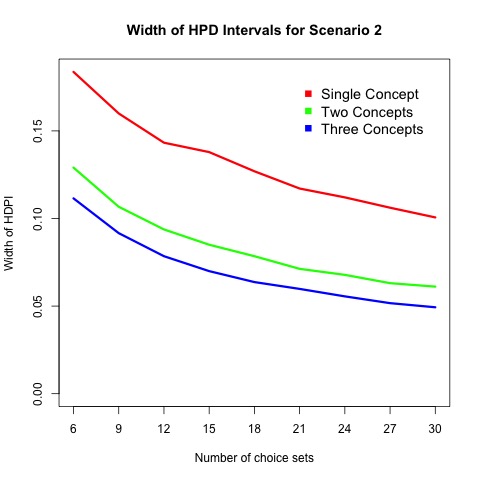 Width of HPD Intervals for Scenario 2
Single Concept
Two Concepts
Three Concepts
Width of HDPI
0.15
0.10
0.05
0.00
6 9 12 15 18 21 24 27 30
Number of choice sets